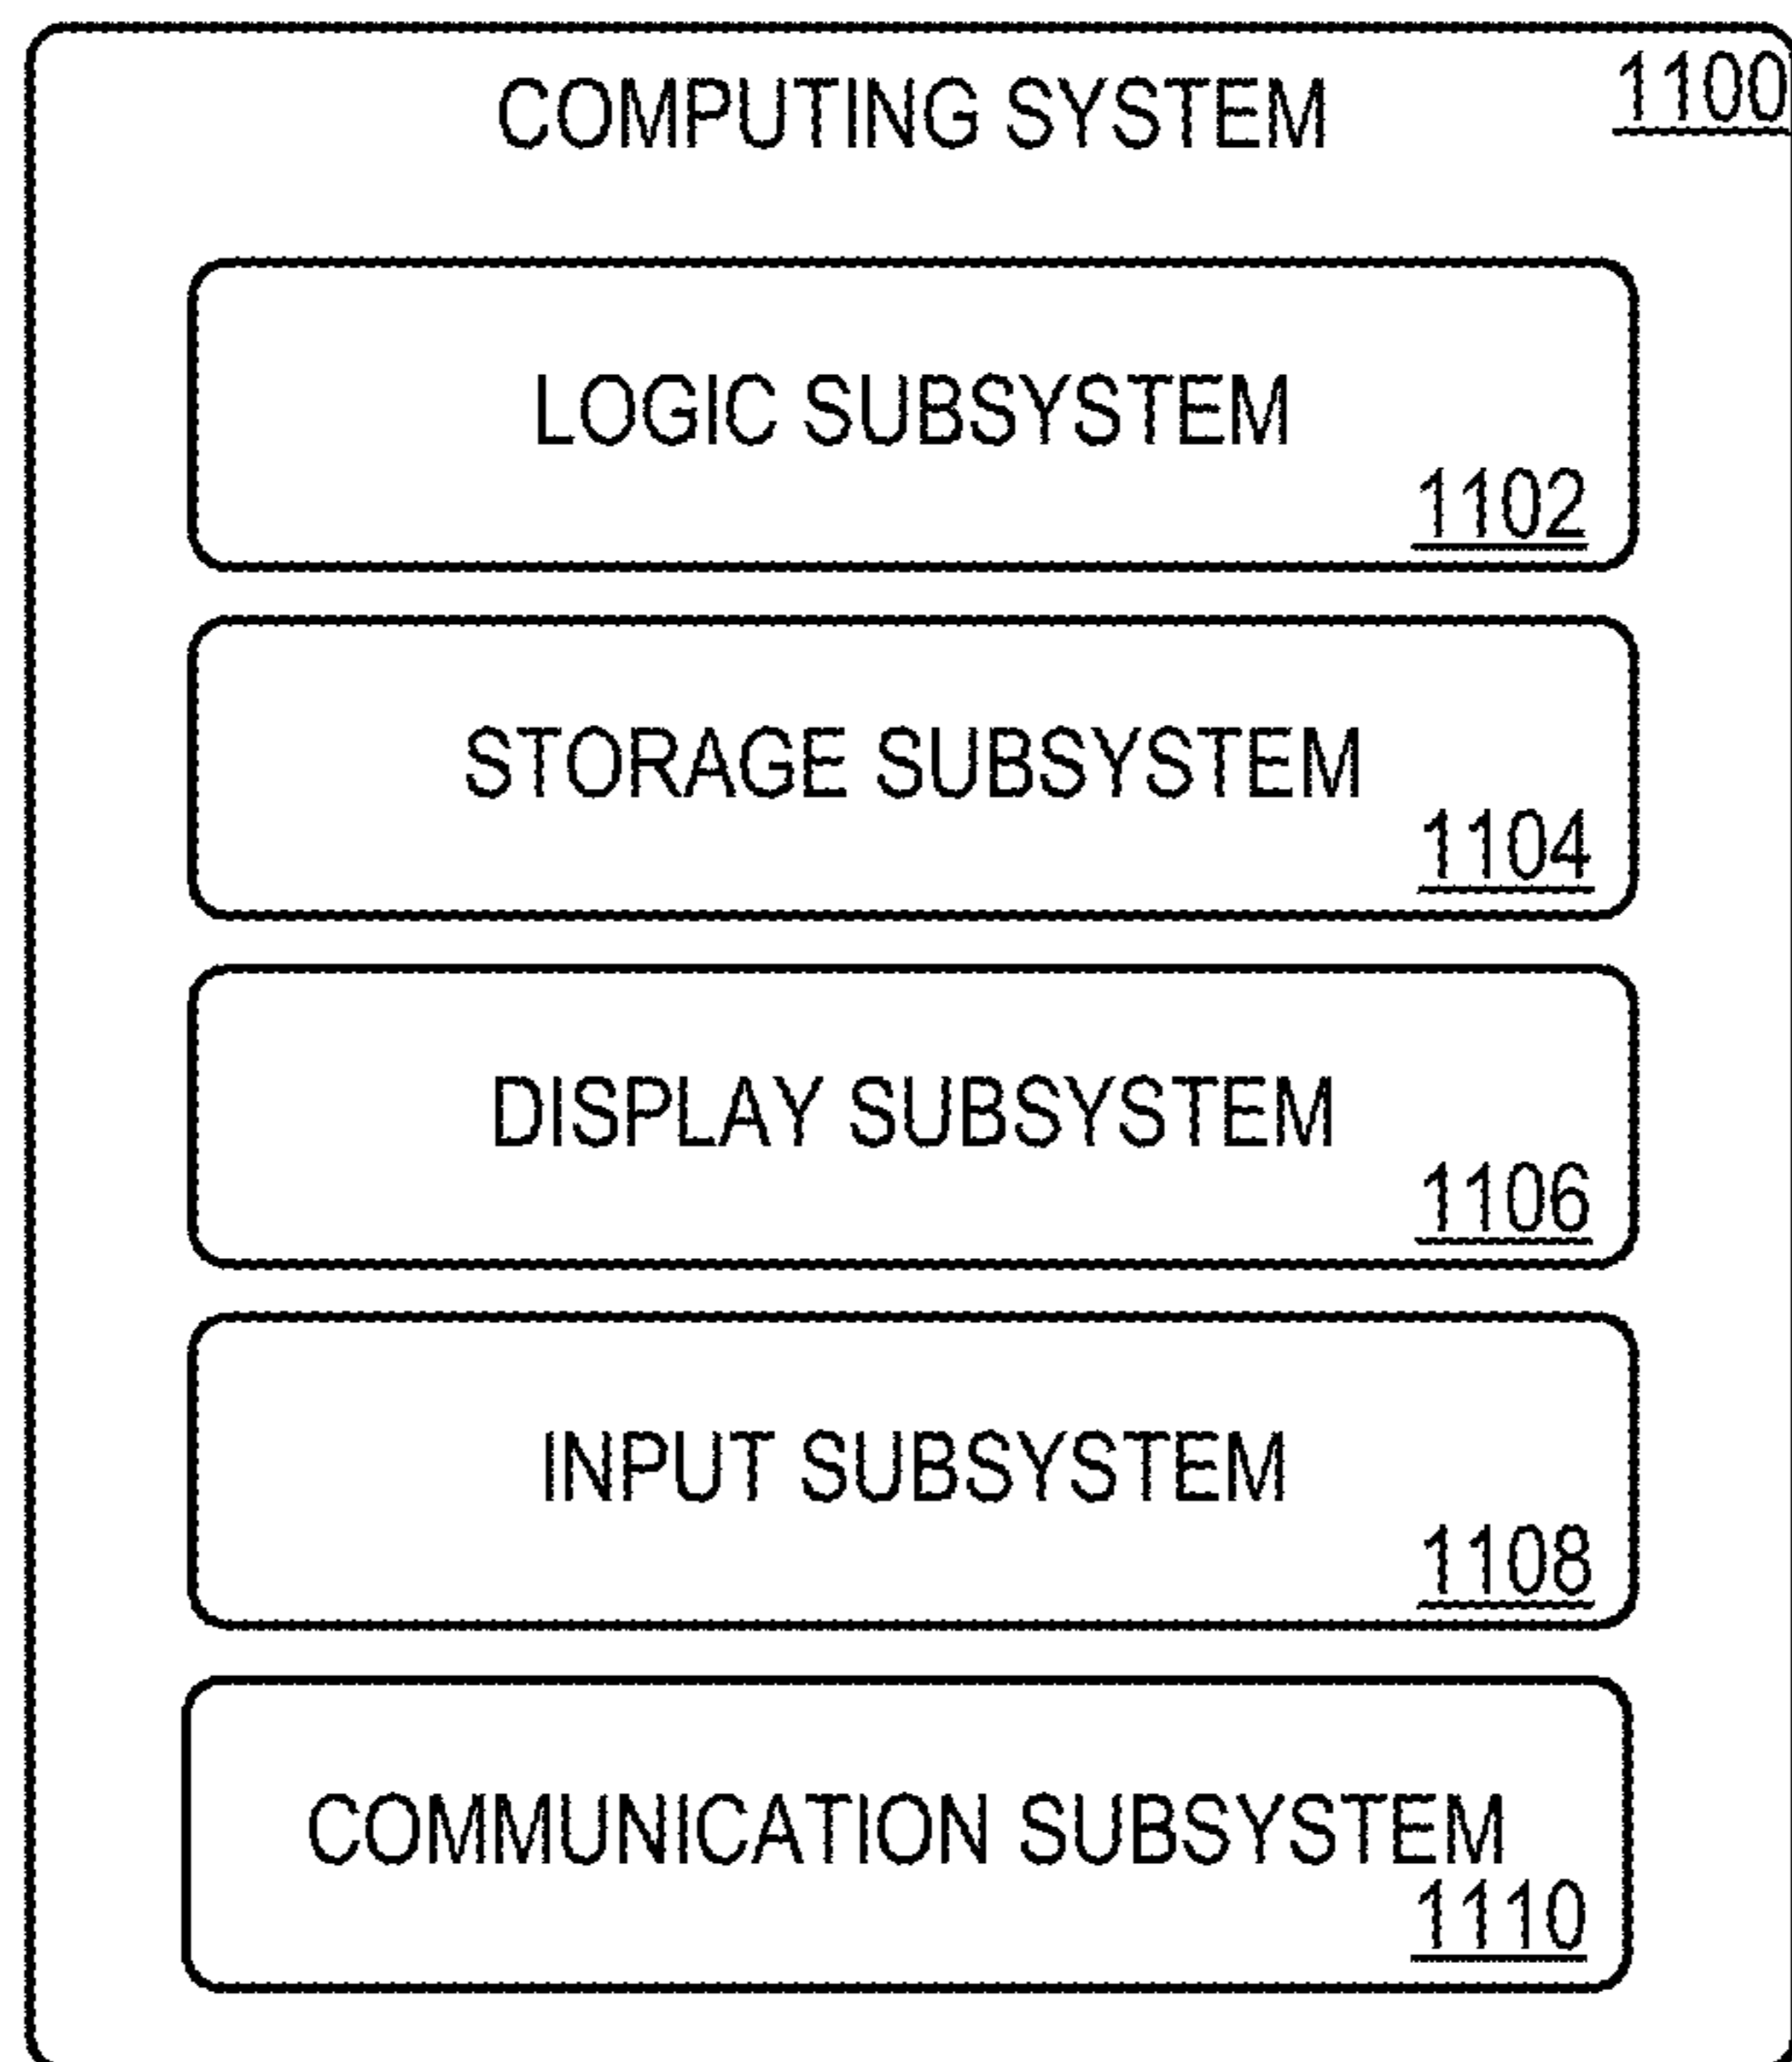 COMPUTING SYSTEM 1100
LOGIC SUBSYSTEM
1102
STORAGE SUBSYSTEM
1104
DISPLAY SUBSYSTEM
1106
INPUT SUBSYSTEM
1108
COMMUNICATION SUBSYSTEM
1110